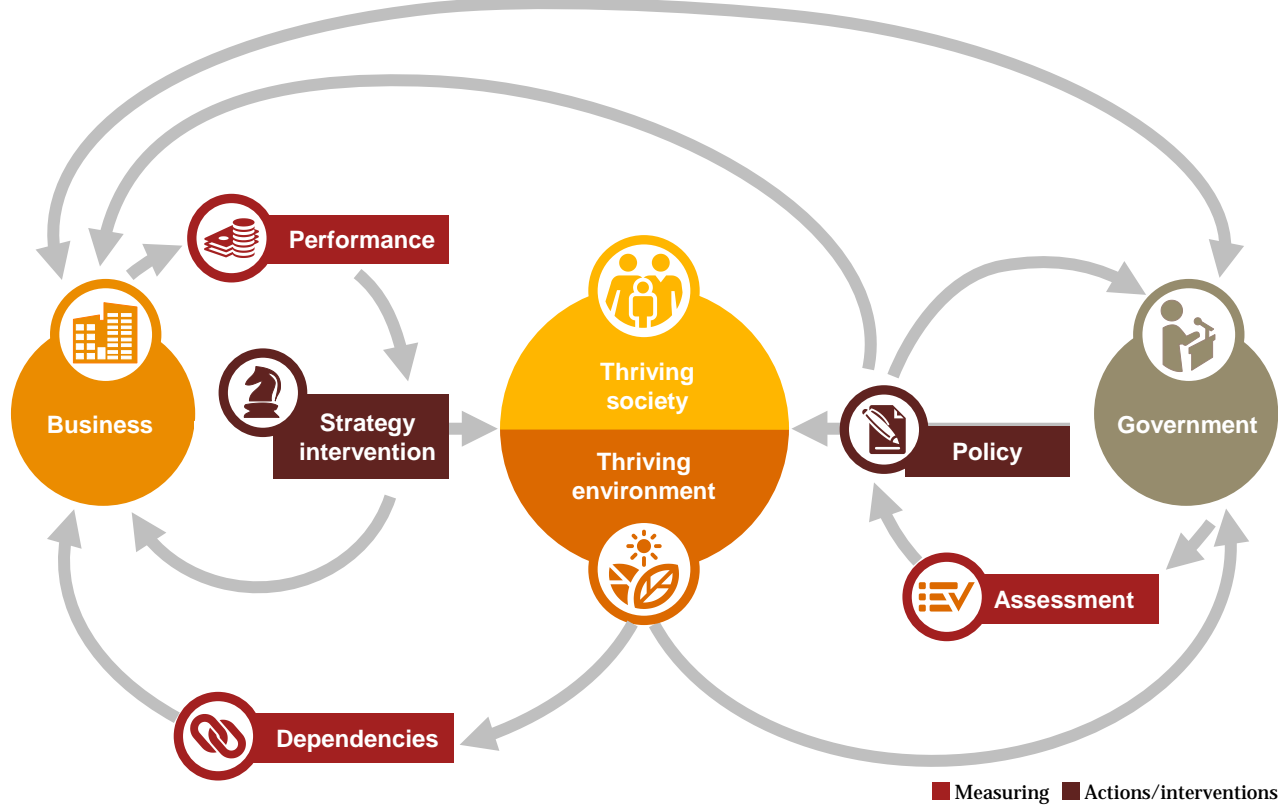 Performance
Business
Strategy
intervention
Thriving
society
Thriving
environment
Policy
Government
Assessment
Dependencies
Measuring
Actions/interventions